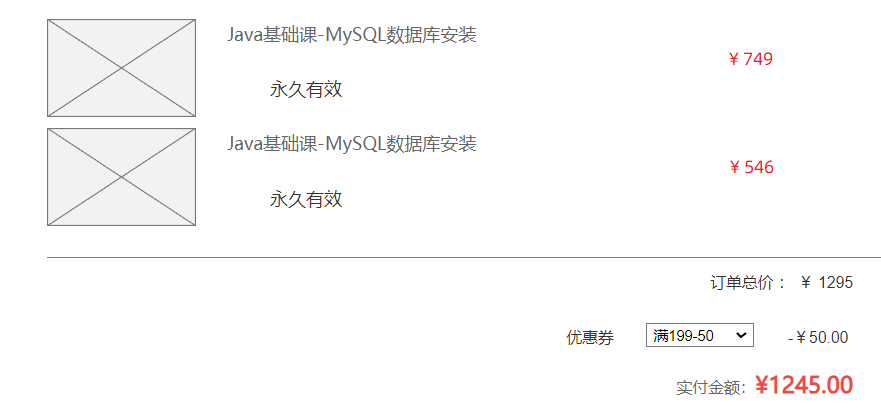 Java基础课-MySQL数据库安装
￥749
永久有效
Java基础课-MySQL数据库安装
￥546
永久有效
订单总价： ￥ 1295
优惠券 满199-50 -￥50.00
实付金额：¥1245.00